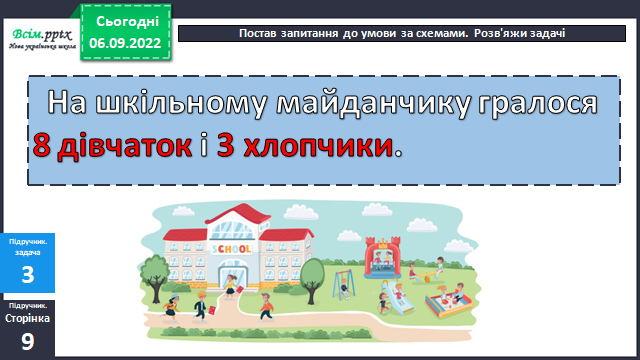 Всім.pptx
Нова українська школа
Сьогодні
06.09.2022
Постав запитання до умови за схемами. Розв'яжи задачі
На шкільному майданчику гралося
8 дівчаток і 3 хлопчики.
SCHOOL
Підручник.
задача
3
Підручник.
Сторінка
9